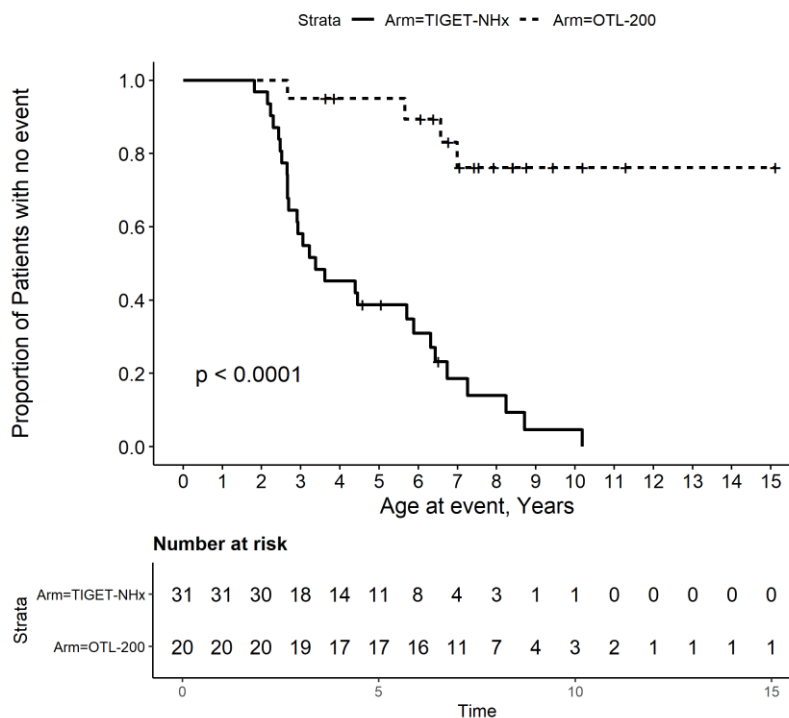 Strata Arm=TIGET-NHx Arm=OTL-200
Proportion of Patients with no event
1.0
0.8
0.6
0.4
0.2
0.0
p < 0.0001
0 1 2 3 4 5 6 7 8 9 10 11 12 13 14 15
Age at event, Years
Number at risk
Strata
Arm=TIGET-NHx 31 31 30 18 14 11 8 4 3 1 1 0 0 0 0 0
Arm=OTL-200 20 20 20 19 17 17 16 11 7 4 3 2 1 1 1 1
0 5 10 15
Time